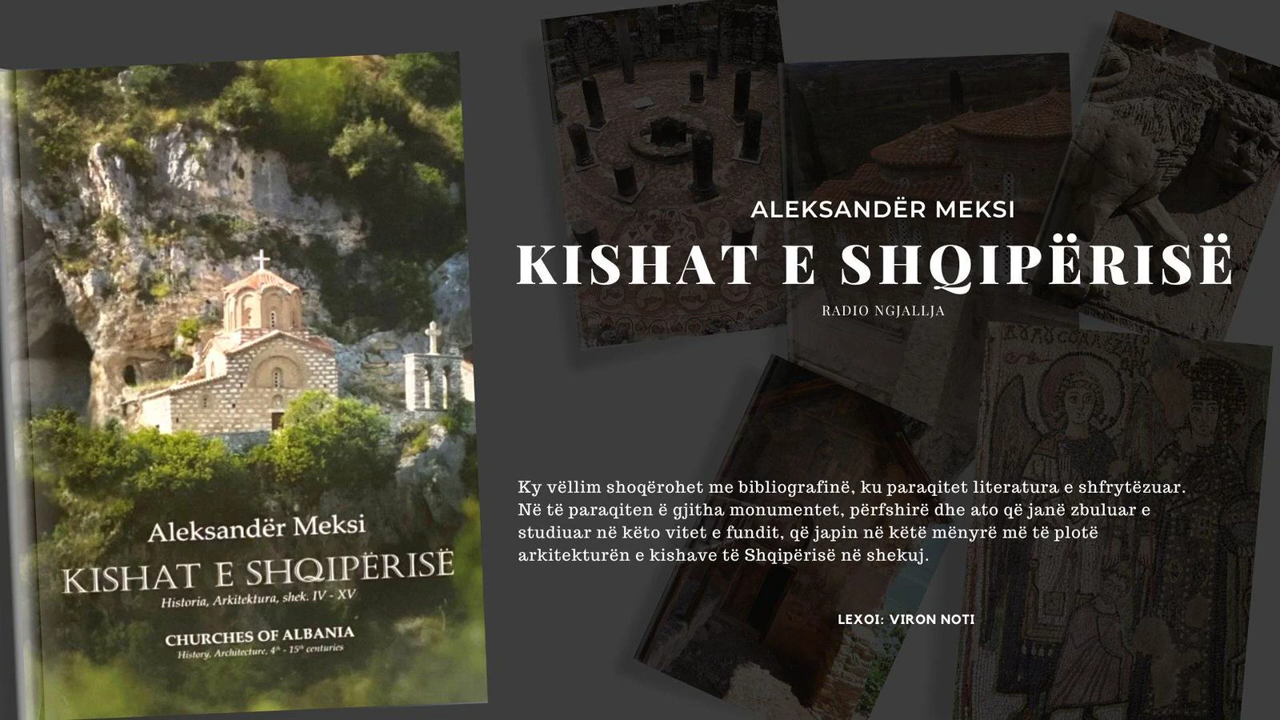 Aleksandër Meksi
KISHAT E SHQIPËRISË
Historia, Arkitektura, shek. IV - XV
CHURCHES OF ALBANIA
History, Architecture, 4th - 15th centuries
ALEKSANDËR MEKSI
KISHAT E SHQIPËRISË
RADIO NGJALLJA
Ky vëllim shoqërohet me bibliografinë, ku paraqitet literatura e shfrytëzuar.
Në të paraqiten ë gjitha monumentet, përfshirë dhe ato që janë zbuluar e
studiuar në këto vitet e fundit, që japin në këtë mënyrë më të plotë
arkitekturën e kishave të Shqipërisë në shekuj.
LEXOI: VIRON NOTI